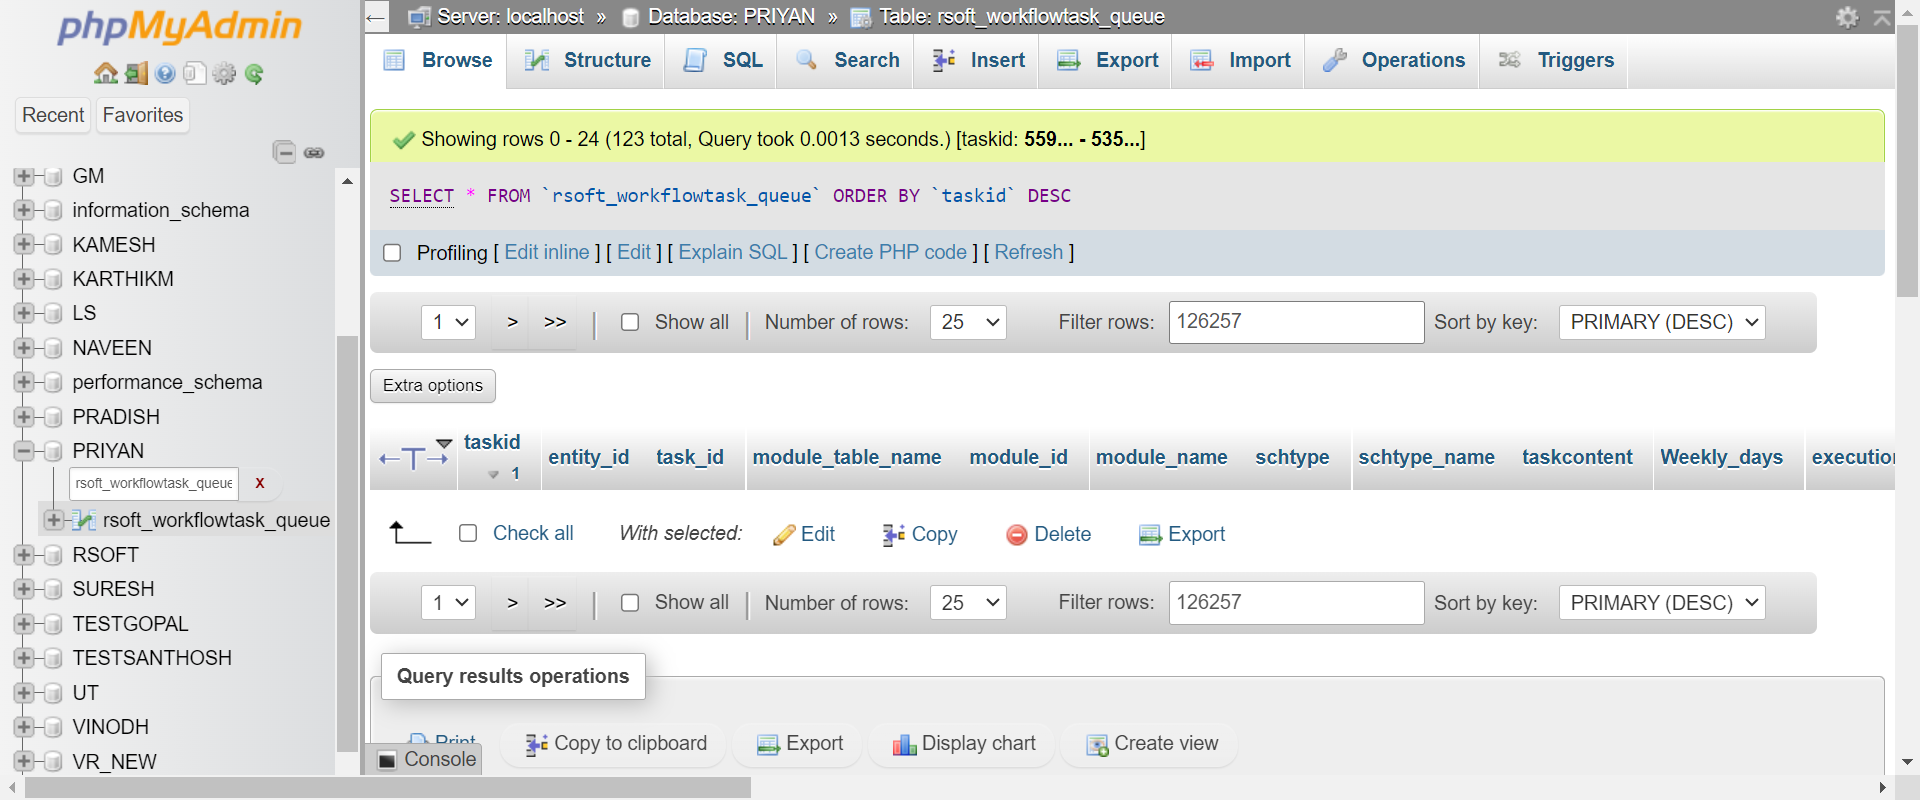 phpMyAdmin
Recent
Favorites
GM
information_schema
KAMESH
KARTHIKM
LS
NAVEEN
performance_schema
PRADISH
PRIYAN
rsoft_workflowtask_queue X
rsoft_workflowtask_queue
RSOFT
SURESH
TESTGOPAL
TESTSANTHOSH
UT
VINODH
VR_NEW
Server: localhost » Database: PRIYAN » Table: rsoft_workflowtask_queue
Browse Structure SQL Search Insert Export Import Operations Triggers
Showing rows 0 - 24 (123 total, Query took 0.0013 seconds.) [taskid: 559... - 535...]
SELECT * FROM `rsoft_workflowtask_queue` ORDER BY `taskid` DESC
Profiling [ Edit inline ] [ Edit ] [ Explain SQL ] [ Create PHP code ] [ Refresh ]
1 > >> | Show all | Number of rows: 25 Filter rows: 126257 Sort by key: PRIMARY (DESC)
Extra options
taskid 1 entity_id task_id module_table_name module_id module_name schtype schtype_name taskcontent Weekly_days execution
Check all With selected: Edit Copy Delete Export
1 > >> | Show all | Number of rows: 25 Filter rows: 126257 Sort by key: PRIMARY (DESC)
Query results operations
Print Copy to clipboard Export Display chart Create view
Console